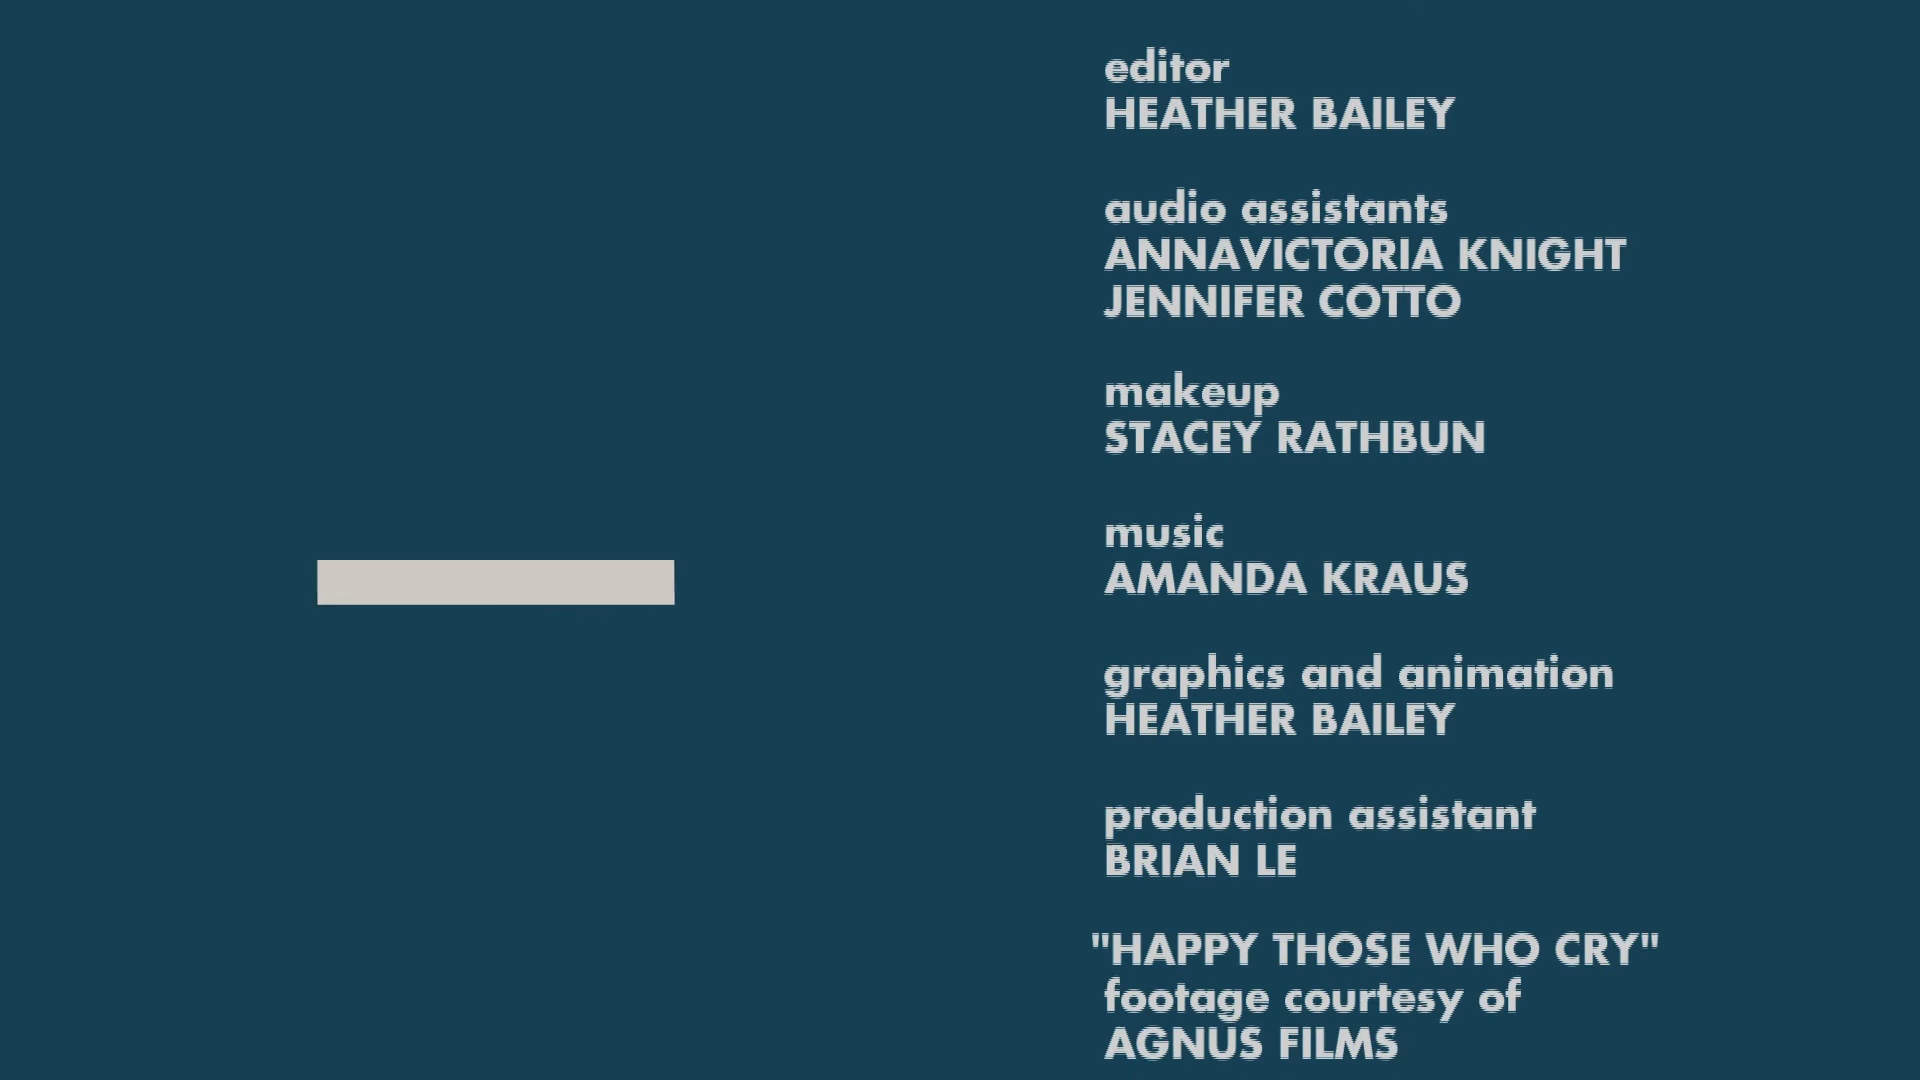 editor
HEATHER BAILEY
audio assistants
ANNAVICTORIA KNIGHT
JENNIFER COTTO
makeup
STACEY RATHBUN
music
AMANDA KRAUS
graphics and animation
HEATHER BAILEY
production assistant
BRIAN LE
"HAPPY THOSE WHO CRY"
footage courtesy of
AGNUS FILMS